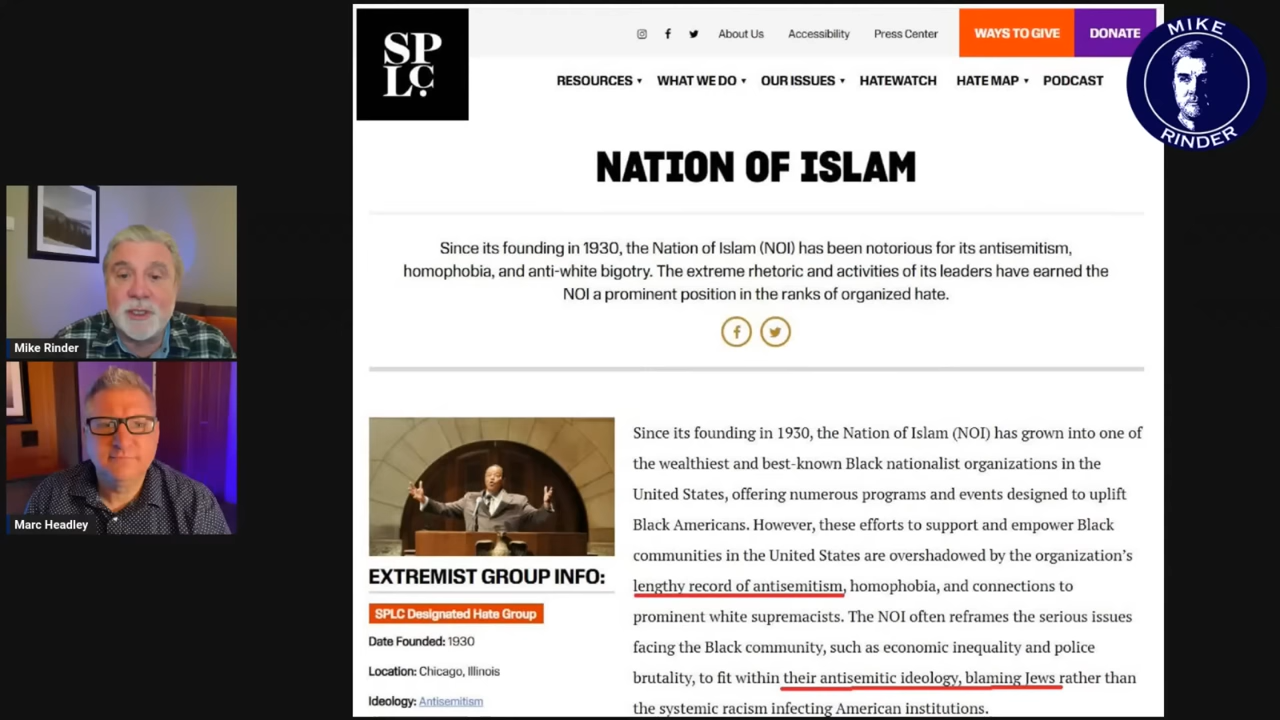 SP
LC
About Us
Accessibility
Press Center
WAYS TO GIVE
DONATE
MIKE
RINDER
RESOURCES
WHAT WE DO
OUR ISSUES
HATEWATCH
HATE MAP
PODCAST
NATION OF ISLAM
Since its founding in 1930, the Nation of Islam (NOI) has been notorious for its antisemitism,
homophobia, and anti-white bigotry. The extreme rhetoric and activities of its leaders have earned the
NOI a prominent position in the ranks of organized hate.
Mike Rinder
Marc Headley
EXTREMIST GROUP INFO:
SPLC Designated Hate Group
Date Founded: 1930
Location: Chicago, Illinois
Ideology: Antisemitism
Since its founding in 1930, the Nation of Islam (NOI) has grown into one of
the wealthiest and best-known Black nationalist organizations in the
United States, offering numerous programs and events designed to uplift
Black Americans. However, these efforts to support and empower Black
communities in the United States are overshadowed by the organization’s
lengthy record of antisemitism, homophobia, and connections to
prominent white supremacists. The NOI often reframes the serious issues
facing the Black community, such as economic inequality and police
brutality, to fit within their antisemitic ideology, blaming Jews rather than
the systemic racism infecting American institutions.